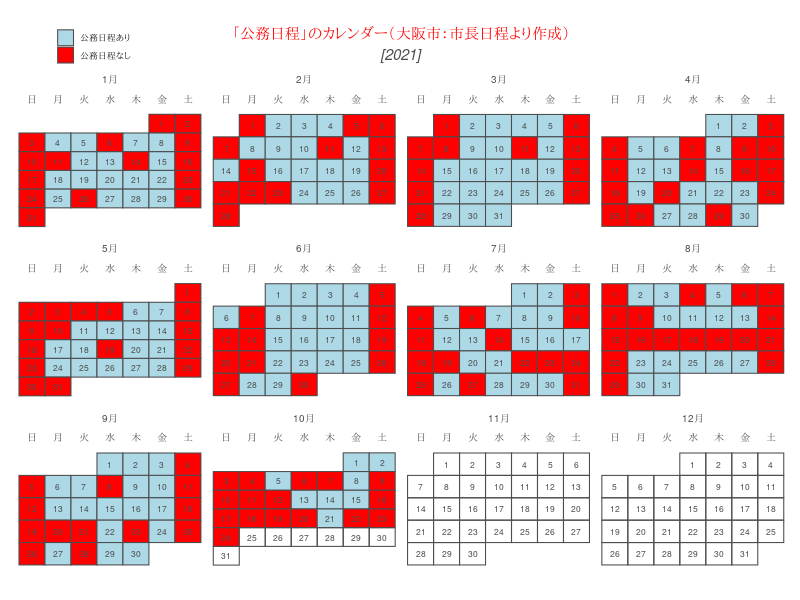 公務日程あり
公務日程なし
「公務日程」のカレンダー（大阪市：市長日程より作成）
[2021]
1月
日 月 火 水 木 金 土
1 2
3 4 5 6 7 8 9
10 11 12 13 14 15 16
17 18 19 20 21 22 23
24 25 26 27 28 29 30
31
2月
日 月 火 水 木 金 土
1 2 3 4 5 6
7 8 9 10 11 12 13
14 15 16 17 18 19 20
21 22 23 24 25 26 27
28
3月
日 月 火 水 木 金 土
1 2 3 4 5 6
7 8 9 10 11 12 13
14 15 16 17 18 19 20
21 22 23 24 25 26 27
28 29 30 31
4月
日 月 火 水 木 金 土
1 2 3
4 5 6 7 8 9 10
11 12 13 14 15 16 17
18 19 20 21 22 23 24
25 26 27 28 29 30
5月
日 月 火 水 木 金 土
1
2 3 4 5 6 7 8
9 10 11 12 13 14 15
16 17 18 19 20 21 22
23 24 25 26 27 28 29
30 31
6月
日 月 火 水 木 金 土
1 2 3 4 5
6 7 8 9 10 11 12
13 14 15 16 17 18 19
20 21 22 23 24 25 26
27 28 29 30
7月
日 月 火 水 木 金 土
1 2 3
4 5 6 7 8 9 10
11 12 13 14 15 16 17
18 19 20 21 22 23 24
25 26 27 28 29 30 31
8月
日 月 火 水 木 金 土
1 2 3 4 5 6 7
8 9 10 11 12 13 14
15 16 17 18 19 20 21
22 23 24 25 26 27 28
29 30 31
9月
日 月 火 水 木 金 土
1 2 3 4
5 6 7 8 9 10 11
12 13 14 15 16 17 18
19 20 21 22 23 24 25
26 27 28 29 30
10月
日 月 火 水 木 金 土
1 2
3 4 5 6 7 8 9
10 11 12 13 14 15 16
17 18 19 20 21 22 23
24 25 26 27 28 29 30
31
11月
日 月 火 水 木 金 土
1 2 3 4 5 6
7 8 9 10 11 12 13
14 15 16 17 18 19 20
21 22 23 24 25 26 27
28 29 30
12月
日 月 火 水 木 金 土
1 2 3 4
5 6 7 8 9 10 11
12 13 14 15 16 17 18
19 20 21 22 23 24 25
26 27 28 29 30 31